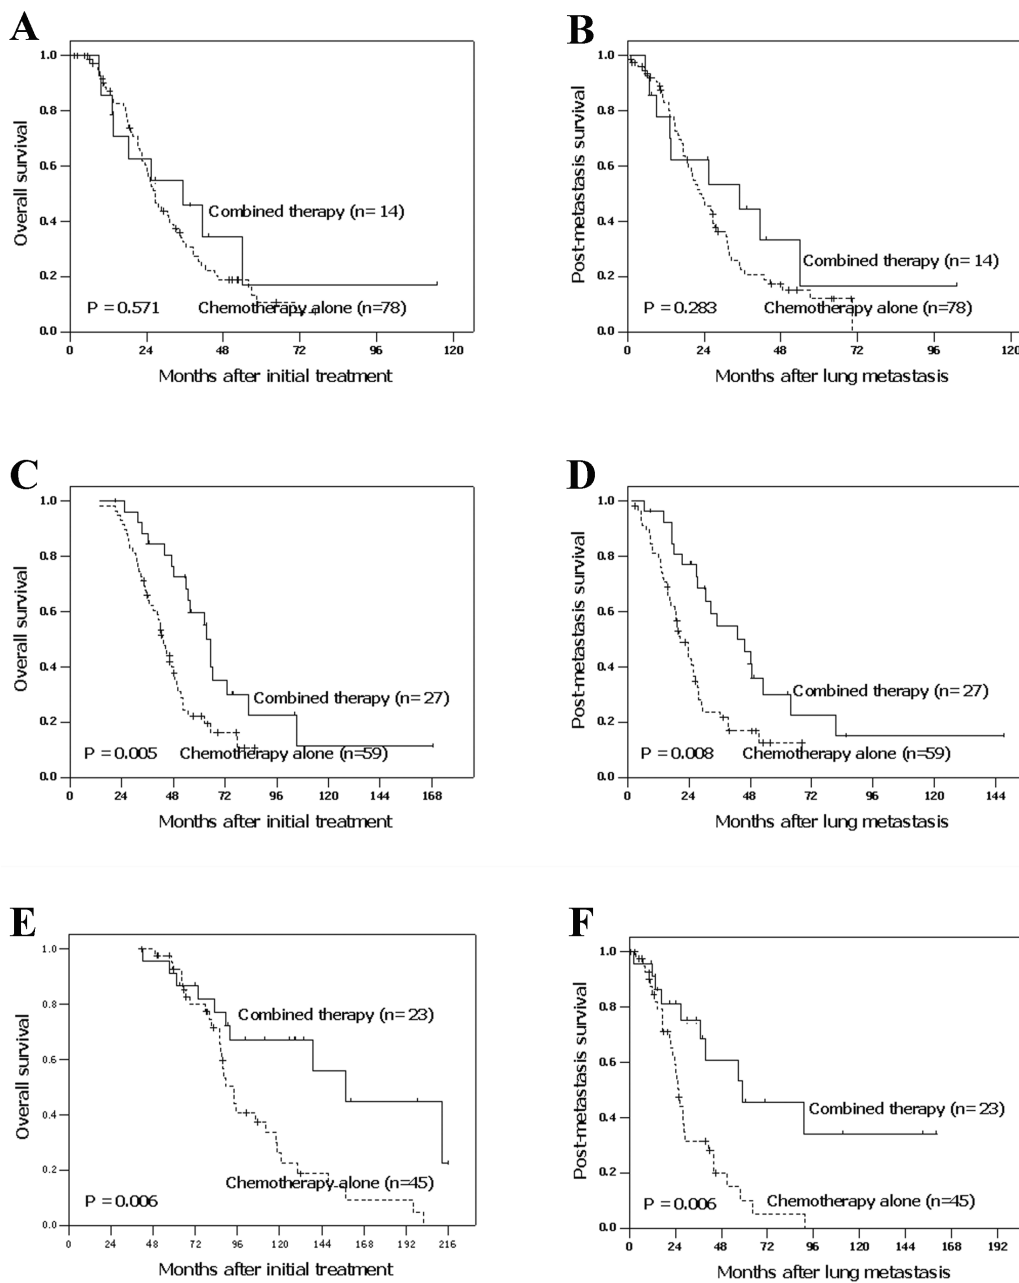 A
Overall survival
1.0
0.8
0.6
0.4
0.2
0.0
Combined therapy (n=14)
P = 0.571
Chemotherapy alone (n=78)
0 24 48 72 96 120
Months after initial treatment
B
Post-metastasis survival
1.0
0.8
0.6
0.4
0.2
0.0
Combined therapy (n=14)
P = 0.283
Chemotherapy alone (n=78)
0 24 48 72 96 120
Months after lung metastasis
C
Overall survival
1.0
0.8
0.6
0.4
0.2
0.0
Combined therapy (n=27)
P = 0.005
Chemotherapy alone (n=59)
0 24 48 72 96 120 144 168
Months after initial treatment
D
Post-metastasis survival
1.0
0.8
0.6
0.4
0.2
0.0
Combined therapy (n=27)
P = 0.008
Chemotherapy alone (n=59)
0 24 48 72 96 120 144
Months after lung metastasis
E
Overall survival
1.0
0.8
0.6
0.4
0.2
0.0
Combined therapy (n=23)
Chemotherapy alone (n=45)
P = 0.006
0 24 48 72 96 120 144 168 192 216
Months after initial treatment
F
Post-metastasis survival
1.0
0.8
0.6
0.4
0.2
0.0
Combined therapy (n=23)
Chemotherapy alone (n=45)
P = 0.006
0 24 48 72 96 120 144 168 192
Months after lung metastasis